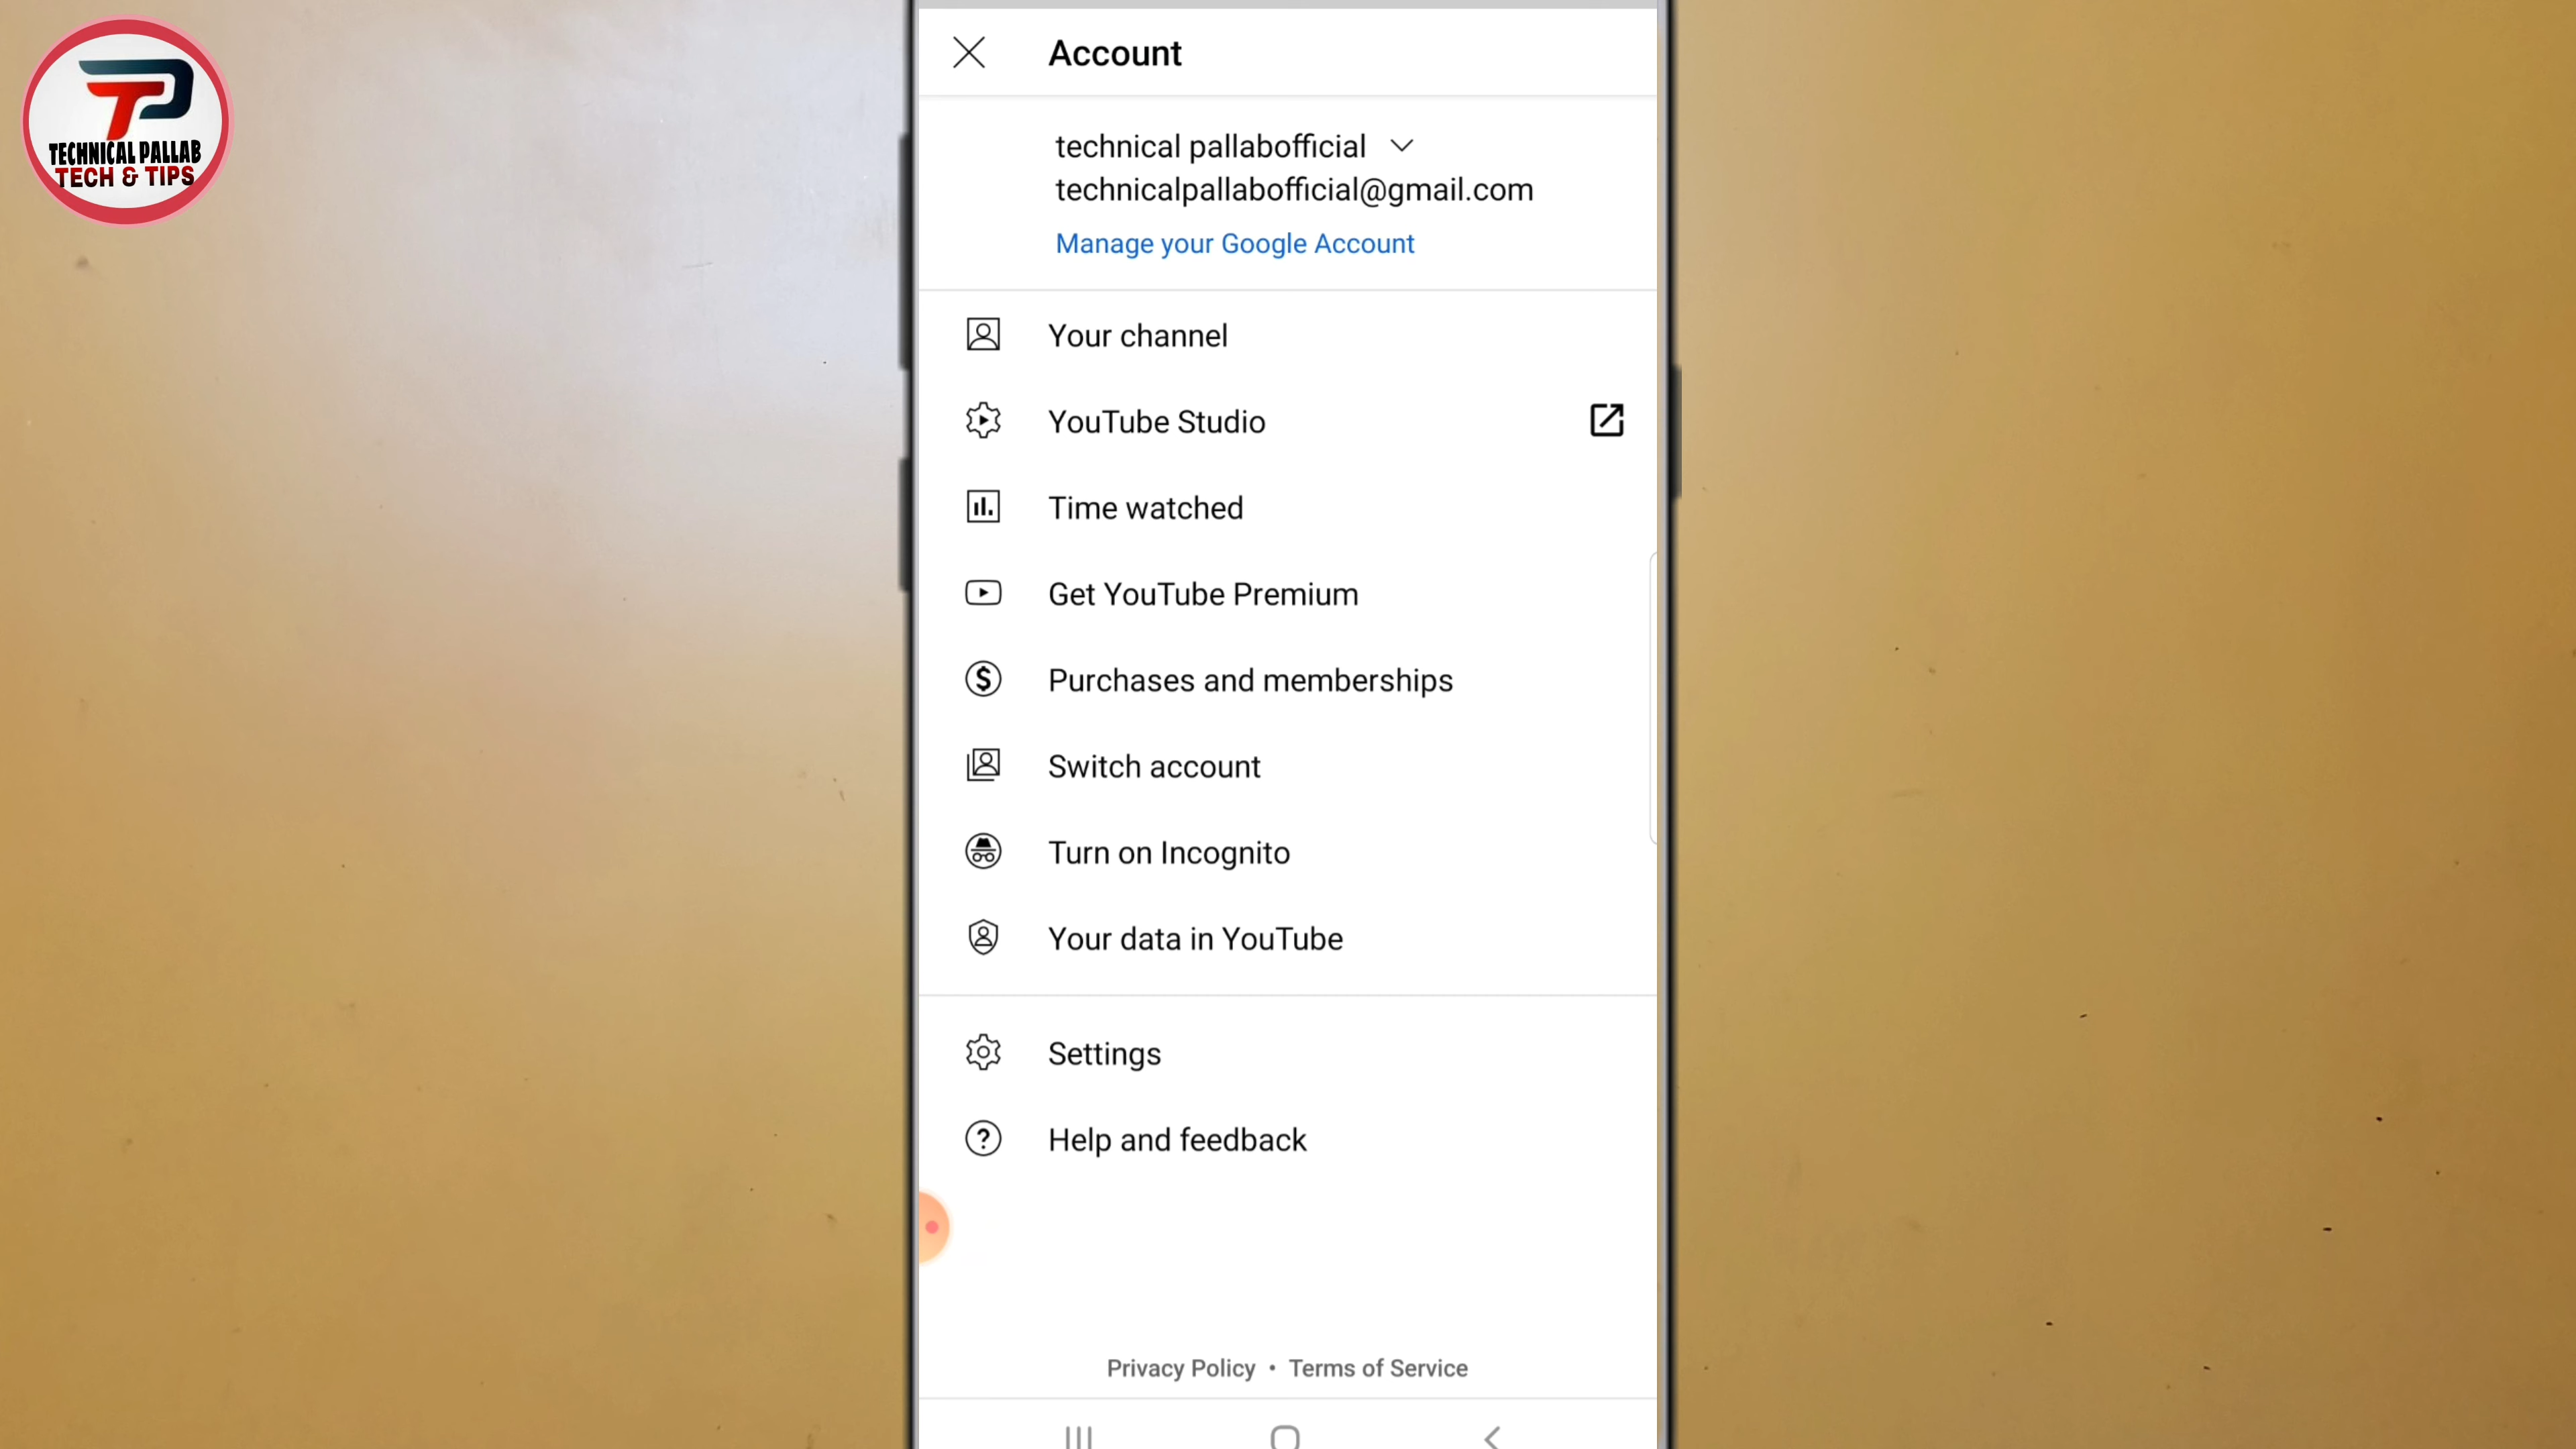 TECHNICAL PALLAB
TECH & TIPS
Account
technical pallabofficial
technicalpallabofficial@gmail.com
Manage your Google Account
Your channel
YouTube Studio
Time watched
Get YouTube Premium
Purchases and memberships
Switch account
Turn on Incognito
Your data in YouTube
Settings
Help and feedback
Privacy Policy • Terms of Service